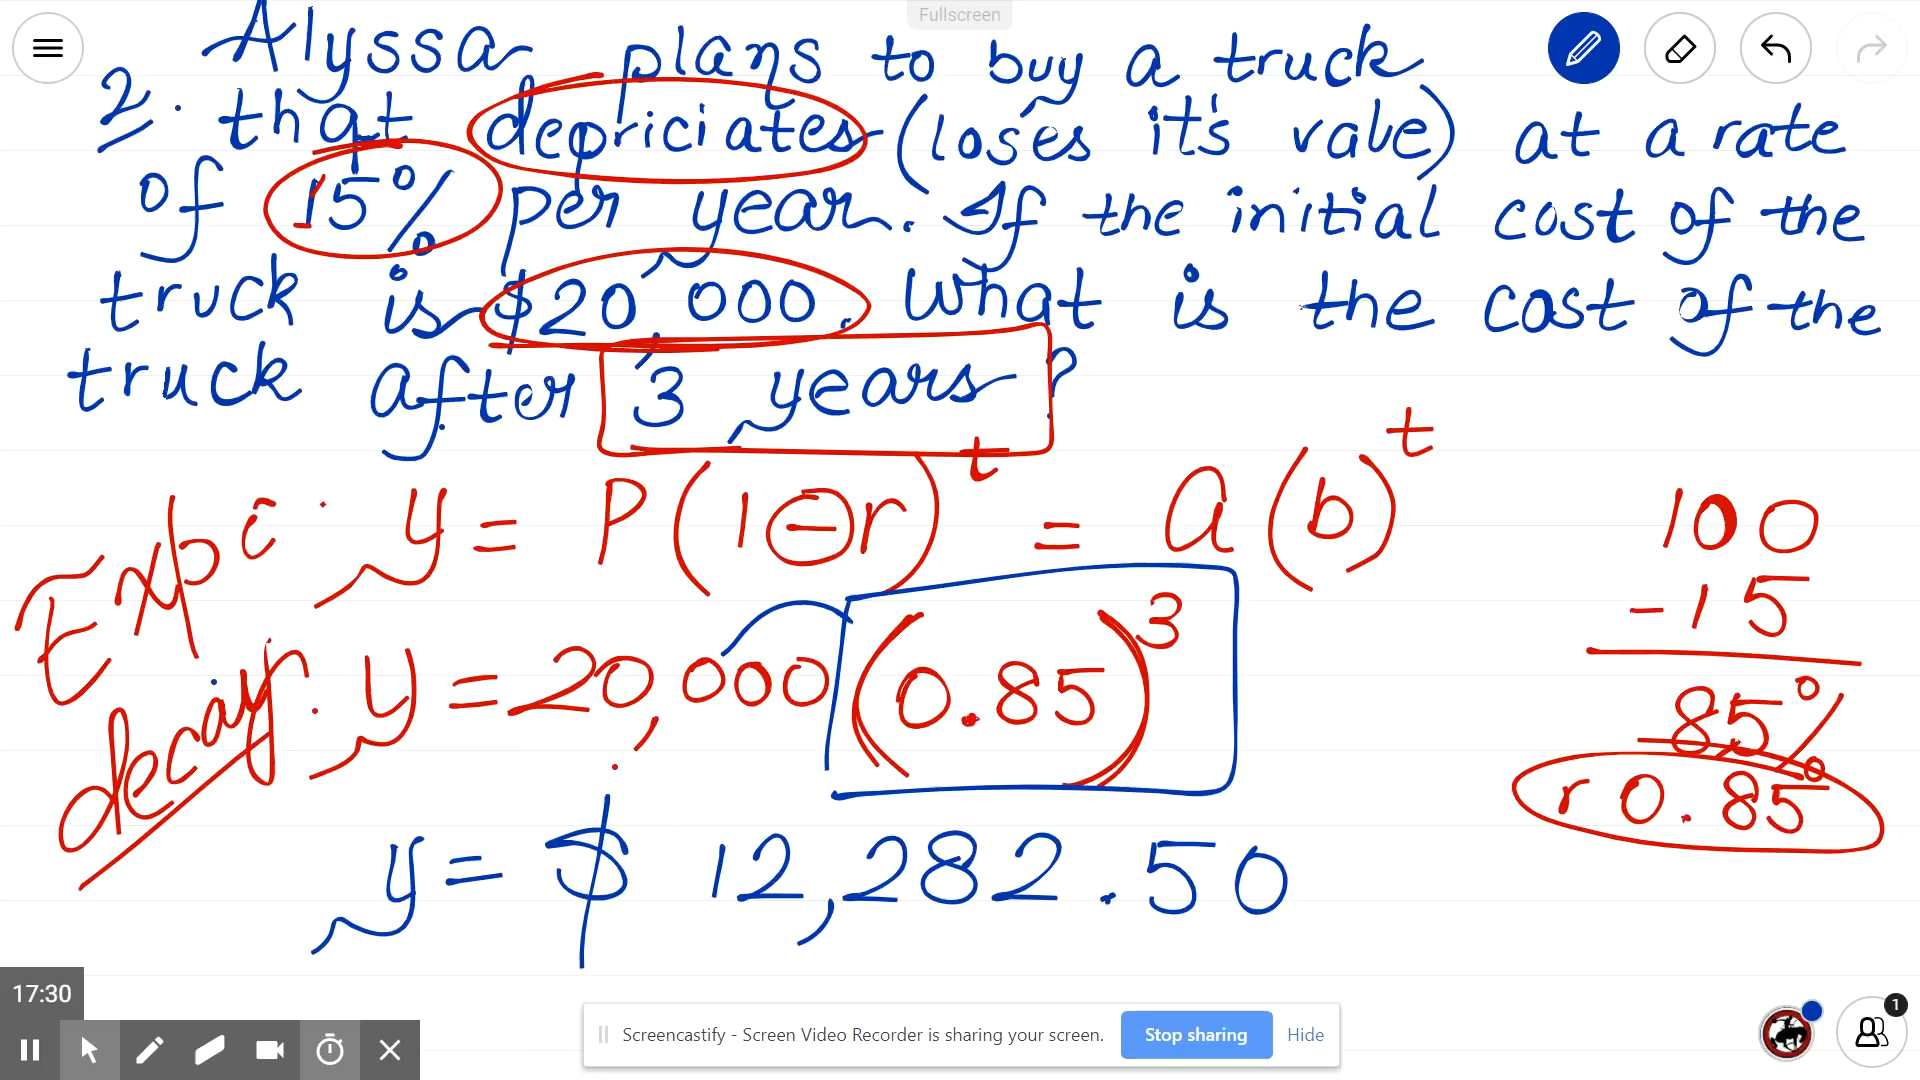 Fullscreen
Alyssa plans to buy a truck
2. that depriciates (loses it's value) at a rate
of 15% per year. If the initial cost of the
truck is $20,000. What is the cost of the
truck after 3 years?
Expo: y = P(1-r)^t = a(b)^t
decay: y = 20,000 (0.85)^3
100
-15
85%
r 0.85
y = $ 12,282.50
17:30
Screencastify - Screen Video Recorder is sharing your screen.
Stop sharing
Hide
1